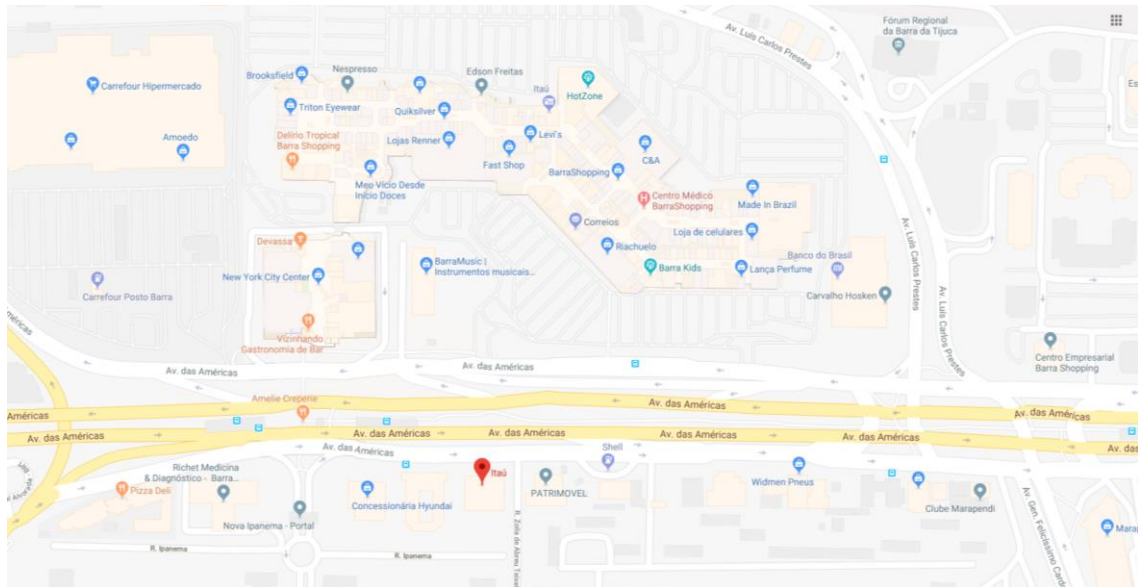 Av. Luís Carlos Prestes
Fórum Regional
da Barra da Tijuca
Carrefour Hipermercado
Amoedo
Brooksfield
Nespresso
Edson Freitas
Itaú
HotZone
Triton Eyewear
Quiksilver
Delírio Tropical
Barra Shopping
Lojas Renner
Levi's
Fast Shop
C&A
BarraShopping
Meo Vício Desde
Início Doces
Centro Médico
BarraShopping
Made In Brazil
Correios
Loja de celulares
Av. Luís Carlos Prestes
Devassa
Riachuelo
Banco do Brasil
New York City Center
BarraMusic |
Instrumentos musicais...
Barra Kids
Lança Perfume
Carrefour Posto Barra
Carvalho Hosken
Av. Luís Carlos Prestes
Vizinhando
Gastronomia de Bar
Centro Empresarial
Barra Shopping
Av. das Américas
Amelie Creperie
Américas
Av. das Américas
Av. das Américas
Av. das Américas
Av. das Américas
Av. das Américas
Av. das Américas
Av. das Américas
Av. das Américas
Av. das Américas
Shell
Richet Medicina
& Diagnóstico - Barra...
Itaú
Pizza Deli
Concessionária Hyundai
PATRIMOVEL
Widmen Pneus
Clube Marapendi
Nova Ipanema - Portal
R. Ipanema
R. Ipanema
Av. Gen. Felicíssimo Cardo